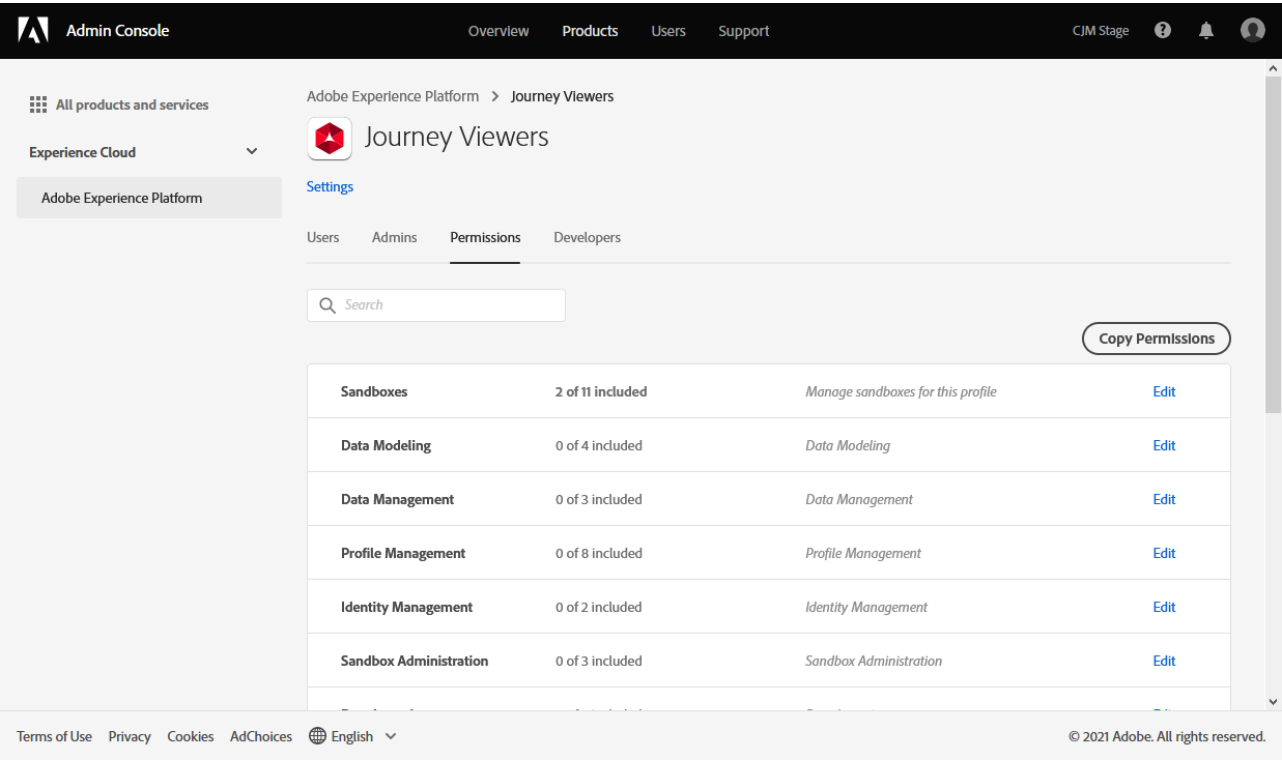 Admin Console Overview Products Users Support CJM Stage
All products and services
Experience Cloud
Adobe Experience Platform
Adobe Experience Platform > Journey Viewers
Journey Viewers
Settings
Users Admins Permissions Developers
Search
Copy Permissions
Sandboxes 2 of 11 included Manage sandboxes for this profile Edit
Data Modeling 0 of 4 included Data Modeling Edit
Data Management 0 of 3 included Data Management Edit
Profile Management 0 of 8 included Profile Management Edit
Identity Management 0 of 2 included Identity Management Edit
Sandbox Administration 0 of 3 included Sandbox Administration Edit
Terms of Use Privacy Cookies AdChoices English © 2021 Adobe. All rights reserved.